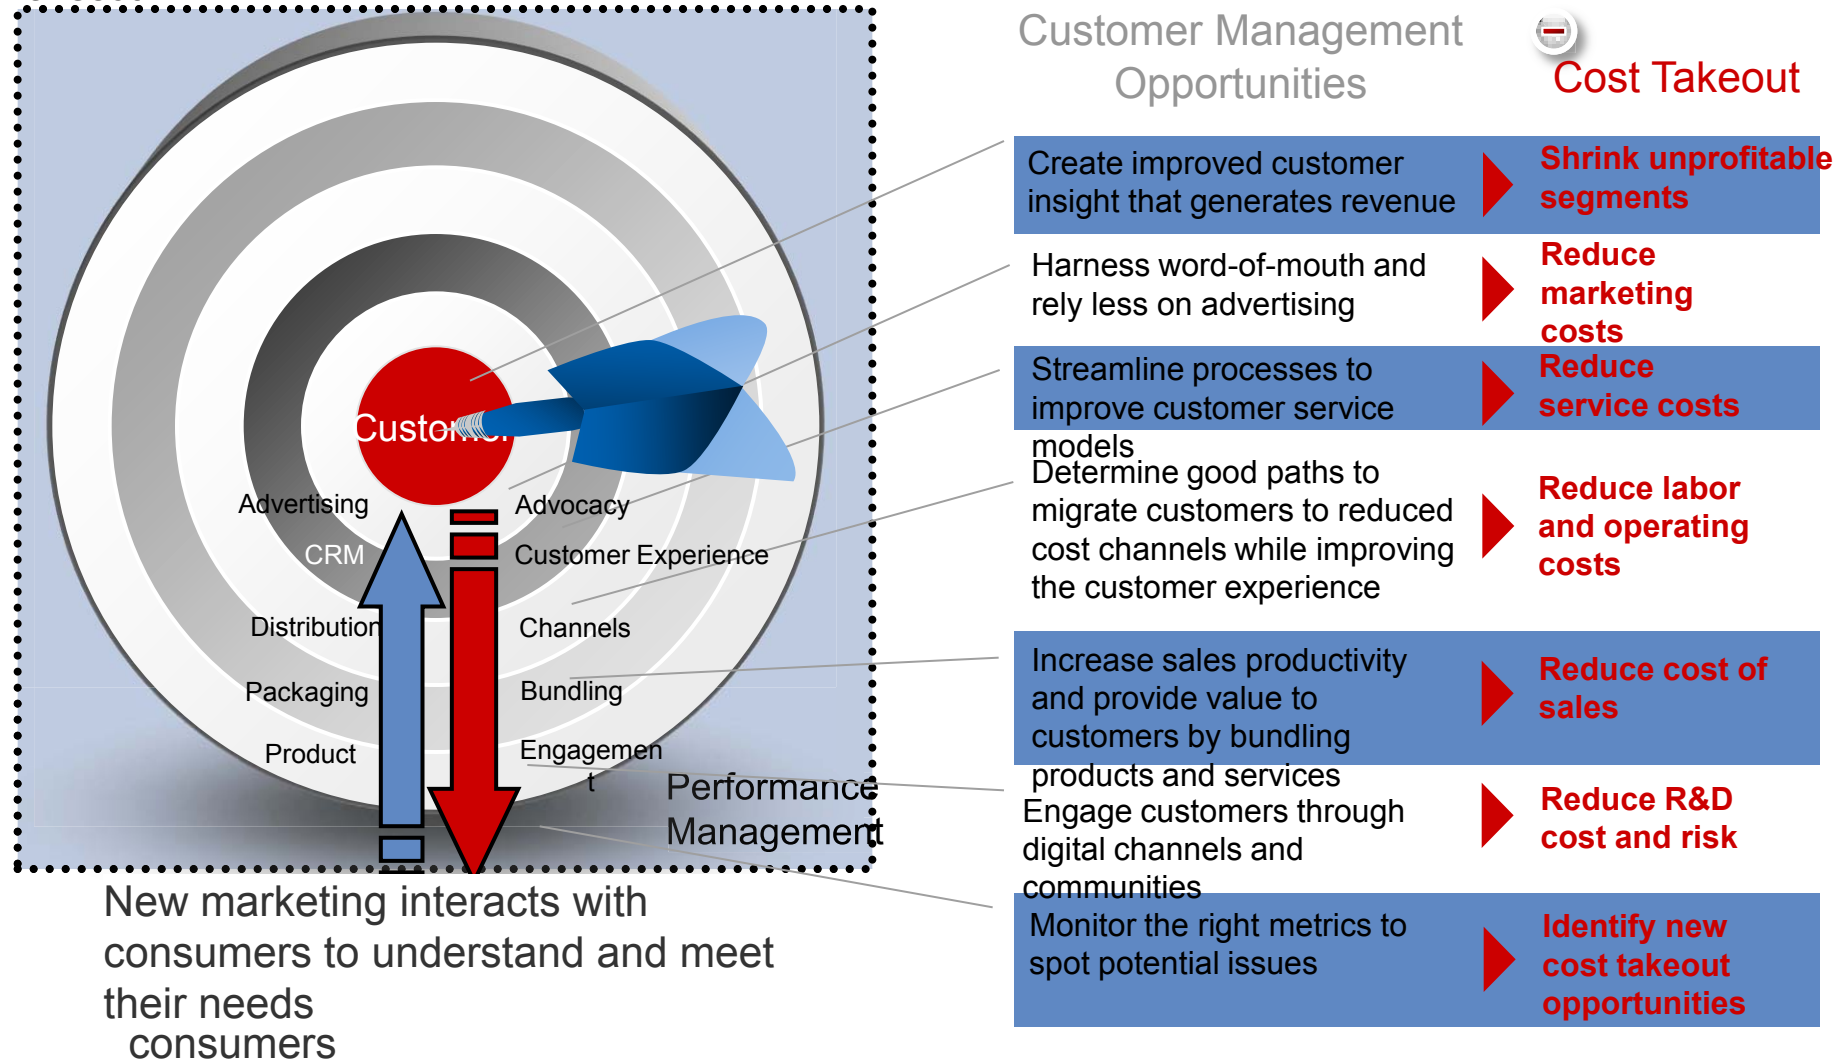 Customer Management
Opportunities
Cost Takeout
Customer
Advertising
Advocacy
CRM
Customer Experience
Distribution
Channels
Packaging
Bundling
Product
Engagemen
t
Performance
Management
New marketing interacts with
consumers to understand and meet
their needs
consumers
Create improved customer
insight that generates revenue
Shrink unprofitable
segments
Harness word-of-mouth and
rely less on advertising
Reduce
marketing
costs
Streamline processes to
improve customer service
models
Reduce
service costs
Determine good paths to
migrate customers to reduced
cost channels while improving
the customer experience
Reduce labor
and operating
costs
Increase sales productivity
and provide value to
customers by bundling
products and services
Reduce cost of
sales
Engage customers through
digital channels and
communities
Reduce R&D
cost and risk
Monitor the right metrics to
spot potential issues
Identify new
cost takeout
opportunities